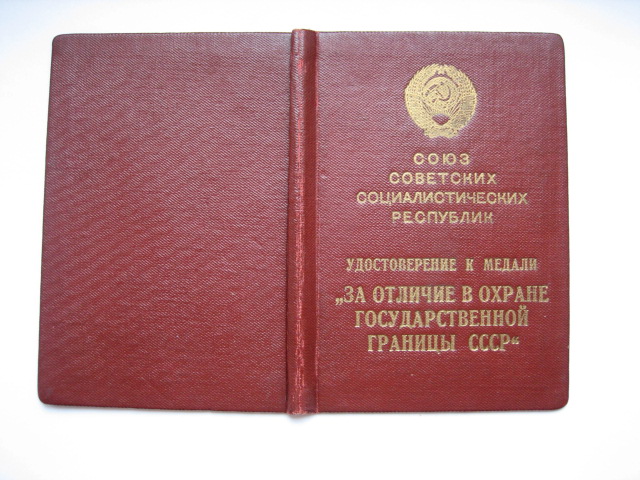 СОЮЗ
СОВЕТСКИХ
СОЦИАЛИСТИЧЕСКИХ
РЕСПУБЛИК
УДОСТОВЕРЕНИЕ К МЕДАЛИ
„ЗА ОТЛИЧИЕ В ОХРАНЕ
ГОСУДАРСТВЕННОЙ
ГРАНИЦЫ СССР“